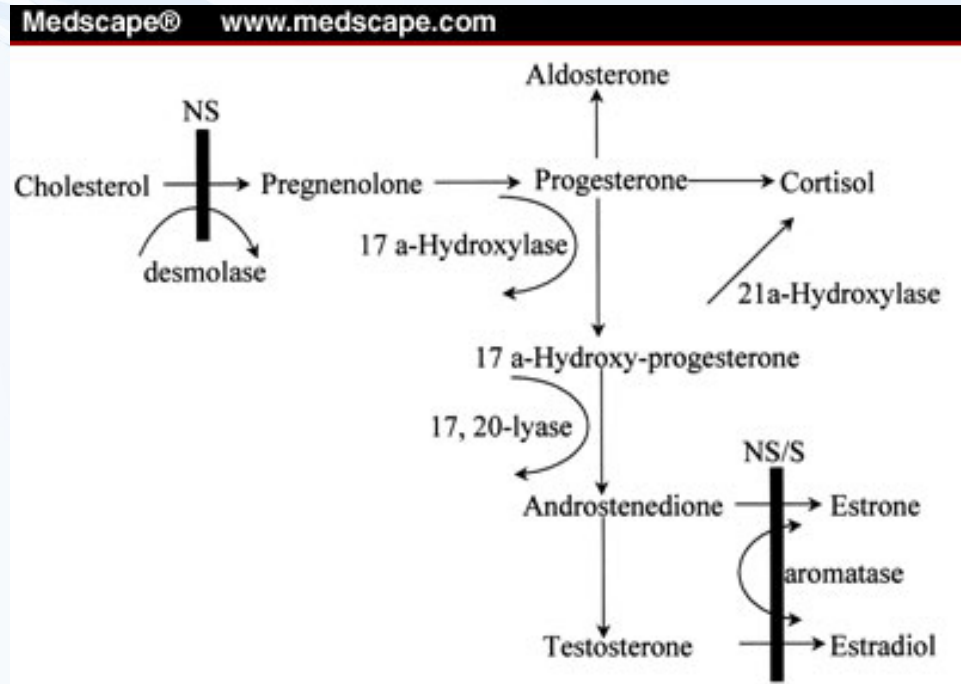 Medscape® www.medscape.com
Aldosterone
NS
Cholesterol
Pregnenolone
Progesterone
Cortisol
desmolase
17 a-Hydroxylase
21a-Hydroxylase
17 a-Hydroxy-progesterone
17, 20-lyase
NS/S
Androstenedione
Estrone
aromatase
Testosterone
Estradiol